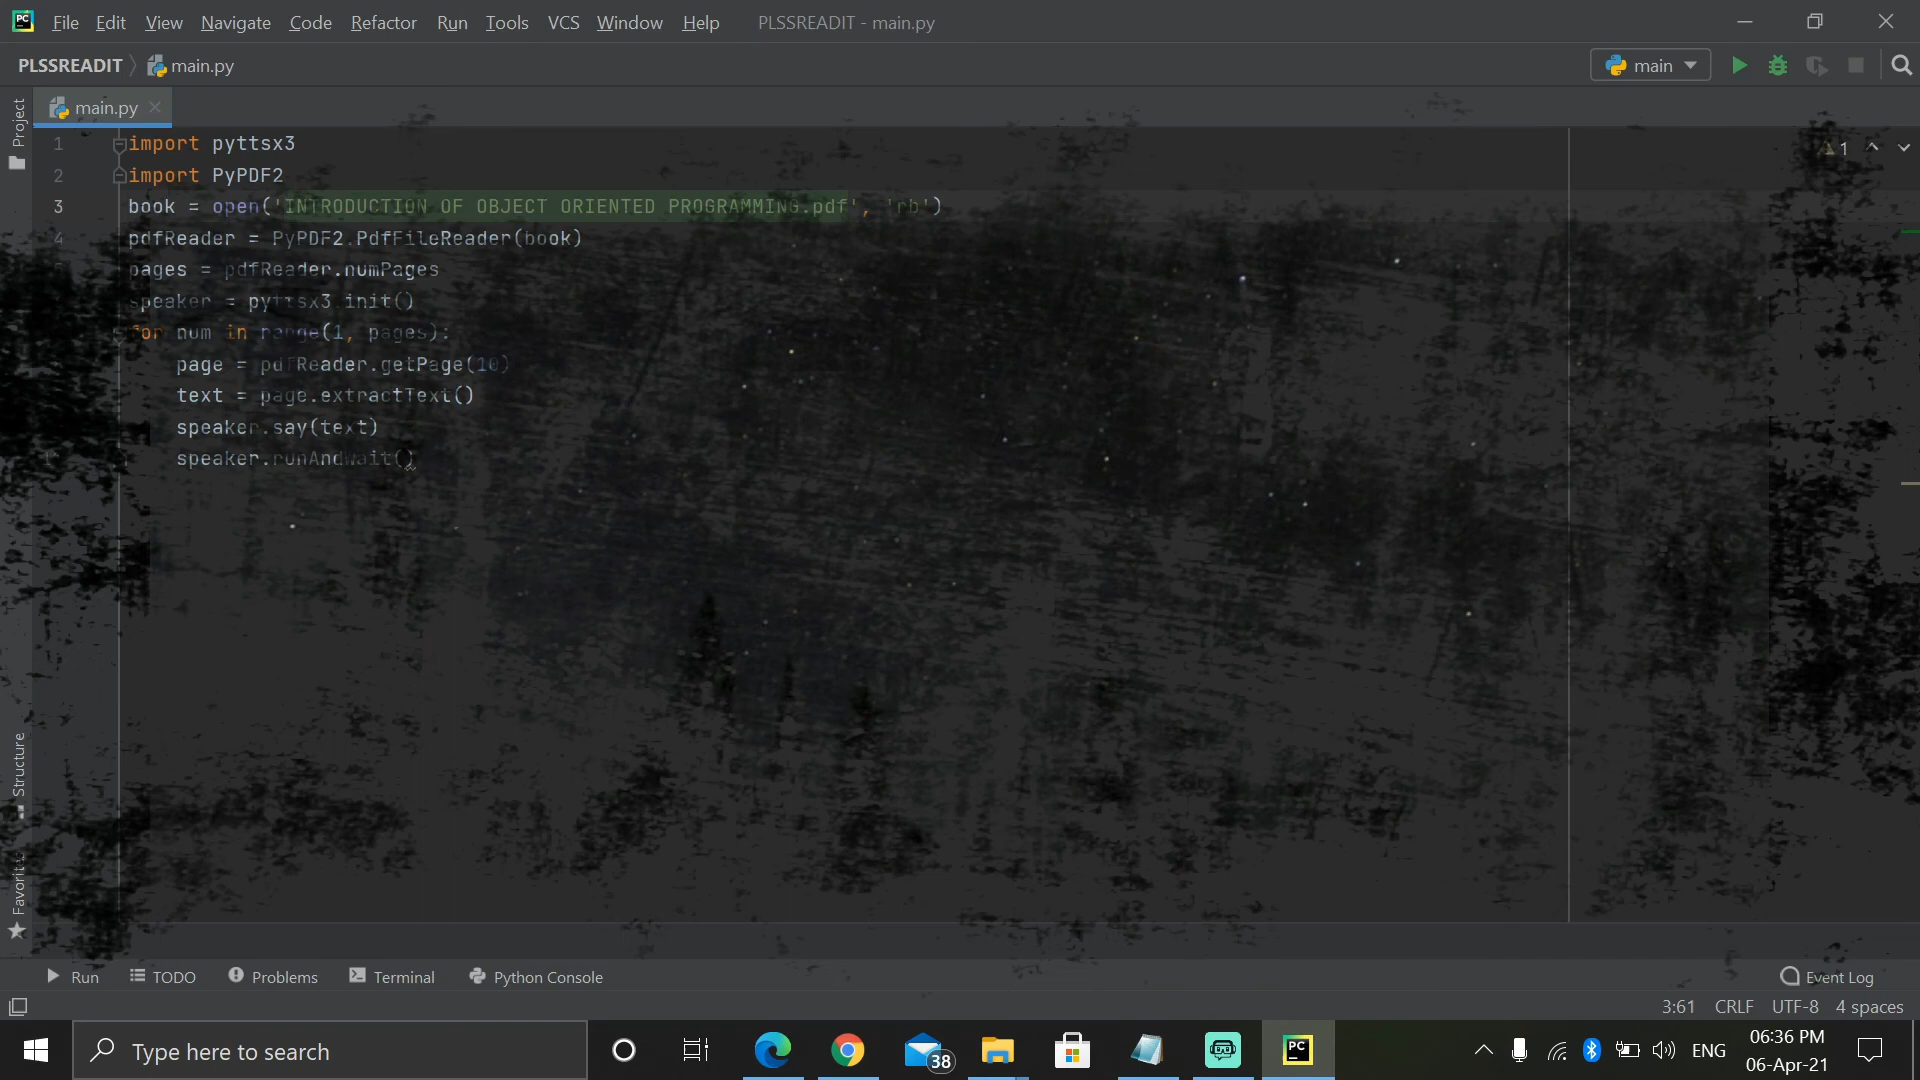 File Edit View Navigate Code Refactor Run Tools VCS Window Help PLSSREADIT - main.py
PLSSREADIT main.py main
Project
main.py
1 import pyttsx3
1
2 import PyPDF2
3 book = open('INTRODUCTION OF OBJECT ORIENTED PROGRAMMING.pdf', 'rb')
4 pdfReader = PyPDF2.PdfFileReader(book)
pages = pdfReader.numPages
speaker = pyttsx3.init()
for num in range(1, pages):
page = pdfReader.getPage(10)
text = page.extractText()
speaker.say(text)
speaker.runAndWait()
Structure
Favorites
Run TODO Problems Terminal Python Console Event Log
3:61 CRLF UTF-8 4 spaces
Type here to search 38 ENG 06:36 PM
06-Apr-21